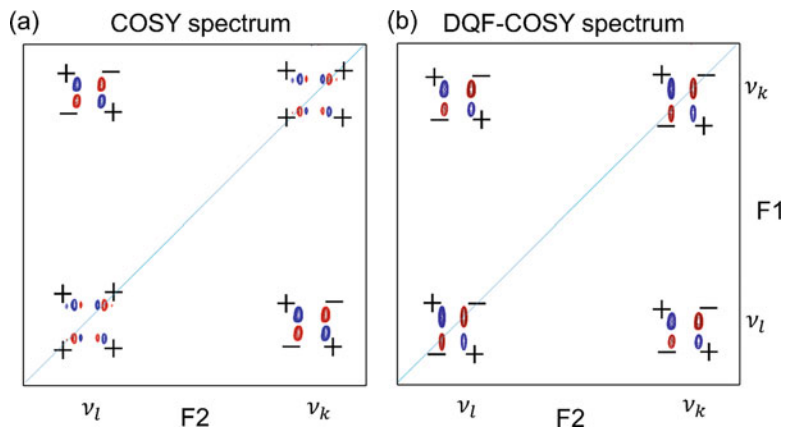 (a) COSY spectrum
(b) DQF-COSY spectrum
+ − + +
− + + +
+ + + −
+ + − +
ν_l F2 ν_k
+ − + −
− + − +
+ − + −
− + − +
ν_k
F1
ν_l
ν_l F2 ν_k